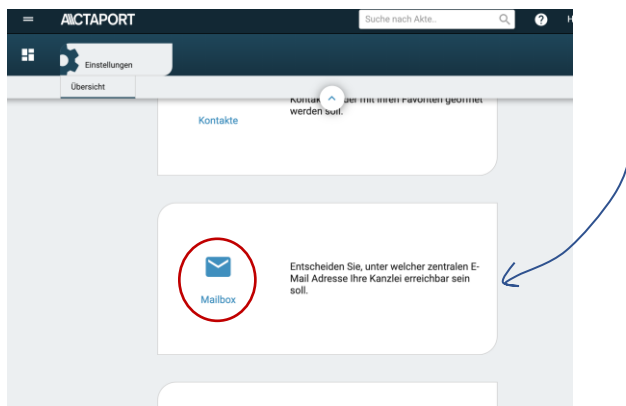 ACTAPORT
Suche nach Akte..
?
H
Einstellungen
Übersicht
werden soll.
Kontakte
Entscheiden Sie, unter welcher zentralen E-
Mail Adresse Ihre Kanzlei erreichbar sein
soll.
Mailbox